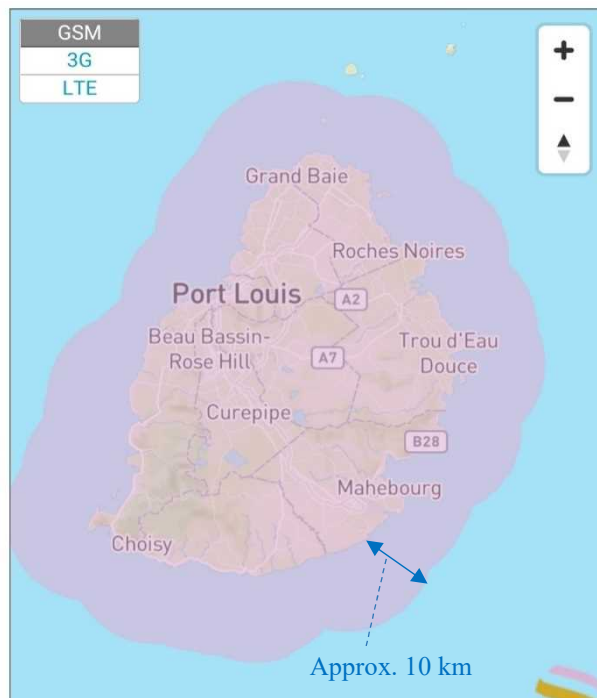 GSM
3G
LTE
+
−
Grand Baie
Roches Noires
Port Louis
A2
Beau Bassin-
Rose Hill
A7
Trou d'Eau
Douce
Curepipe
B28
Mahebourg
Choisy
Approx. 10 km